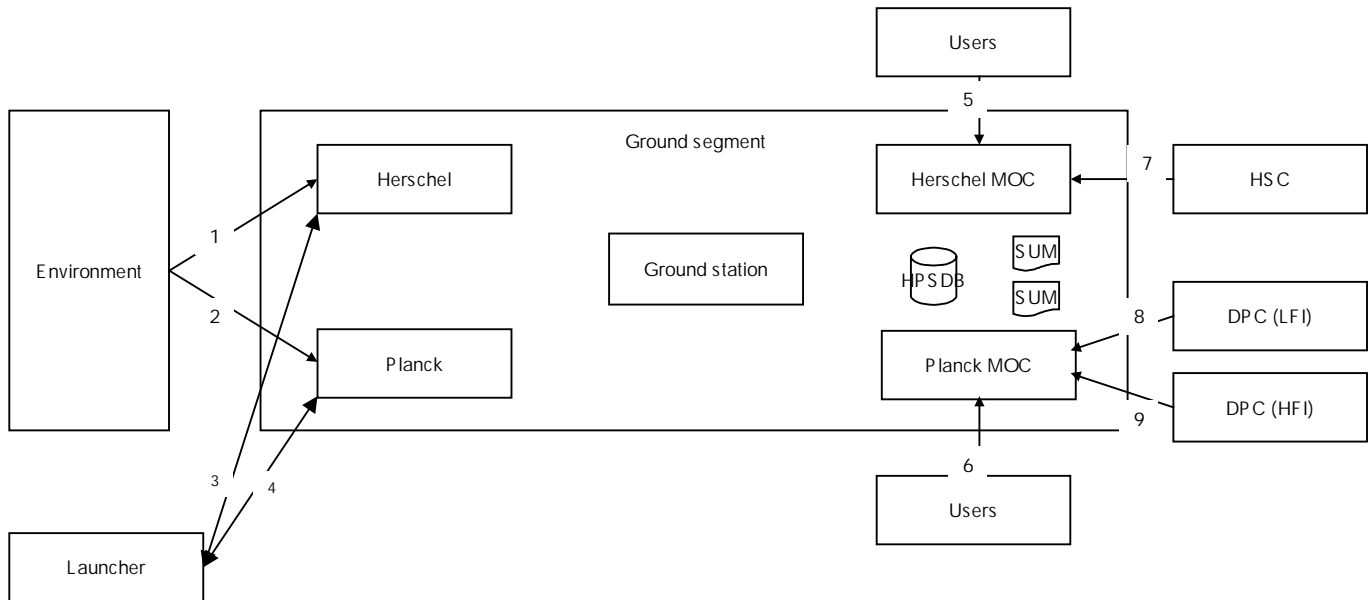 Users
5
Ground segment
Herschel
Herschel MOC
7
HSC
1
Environment
Ground station
HPSDB
SUM
SUM
2
8
DPC (LFI)
Planck
Planck MOC
9
DPC (HFI)
3
4
6
Users
Launcher